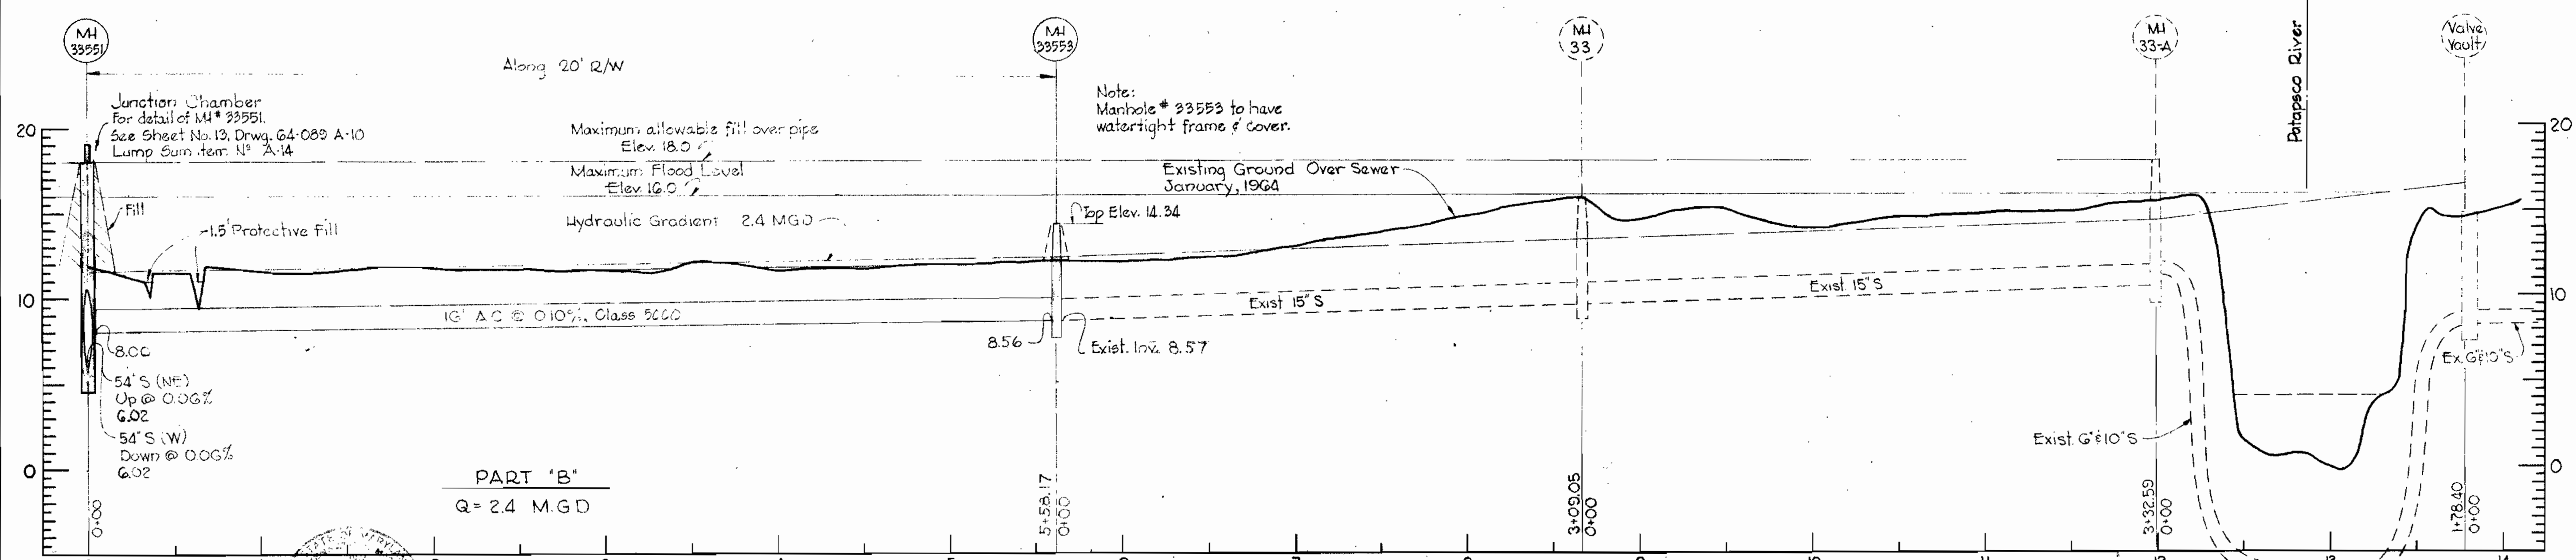 MH
33551
MH
33553
MH
33
MH
33-A
Patapsco River
Valve
Vault
Along 20' R/W
Junction Chamber
For detail of MH# 33551.
See Sheet No. 13, Drwg. 64-089 A-10
Lump Sum Item Nº A-14
Maximum allowable fill over pipe
Elev. 18.0
Maximum Flood Level
Elev. 16.0
Note:
Manhole # 33553 to have
watertight frame & cover.
Existing Ground Over Sewer
January, 1964
20
20
Fill
1.5' Protective Fill
Hydraulic Gradient 2.4 MGD
Top Elev. 14.34
10
10
16" A.C @ 0.10%, Class 5000
Exist 15" S
Exist. 15" S
8.00
8.56
Exist. Inv. 8.57
Ex. 6"&10"S
54" S (NE)
Up @ 0.06%
6.02
54" S (W)
Down @ 0.06%
6.02
Exist. 6"&10"S
0
0
PART "B"
Q = 2.4 M.G.D
0+00
5+58.17
0+00
3+09.05
0+00
3+32.59
0+00
1+78.40
0+00
STATE OF MARYLAND